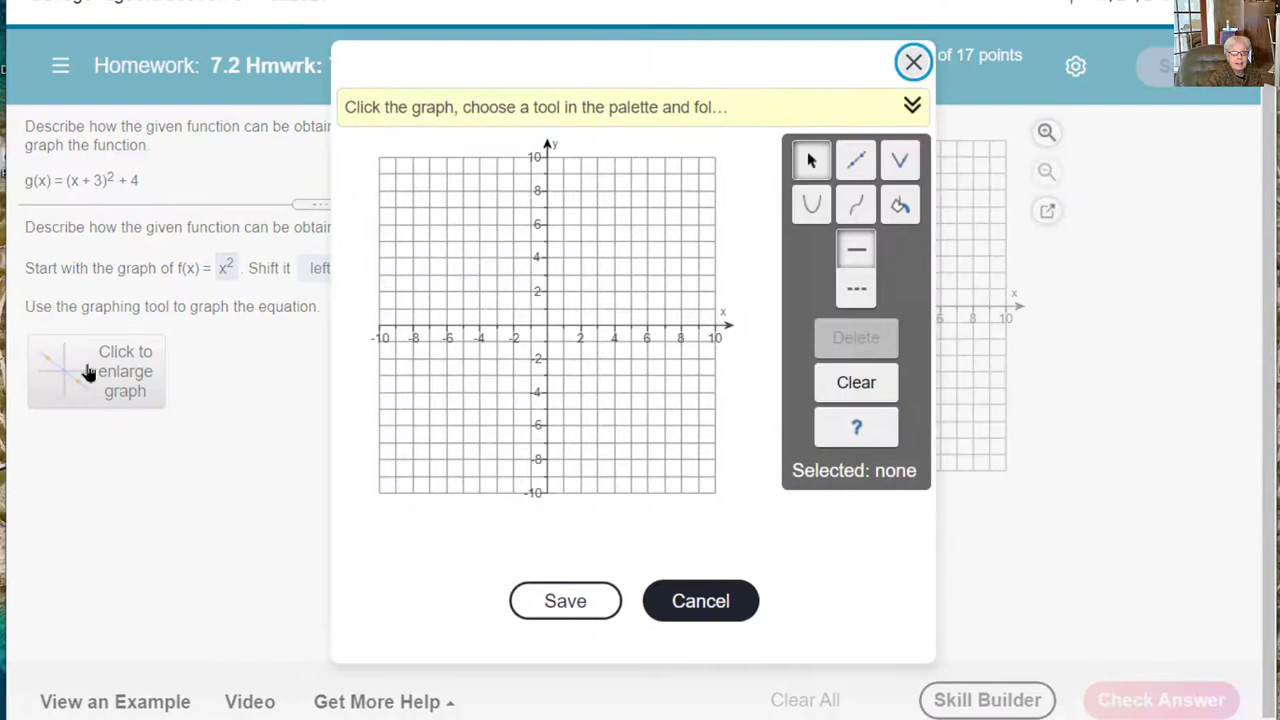 Homework: 7.2 Hmwrk:
of 17 points
Describe how the given function can be obtai
graph the function.
g(x) = (x + 3)2 + 4
Describe how the given function can be obtai
Start with the graph of f(x) = x2. Shift it left
Use the graphing tool to graph the equation.
Click to
enlarge
graph
Click the graph, choose a tool in the palette and fol...
y
10
8
6
4
2
x
-10 -8 -6 -4 -2 2 4 6 8 10
-2
-4
-6
-8
-10
Delete
Clear
?
Selected: none
x
8 10
Save
Cancel
View an Example
Video
Get More Help
Clear All
Skill Builder
Check Answer